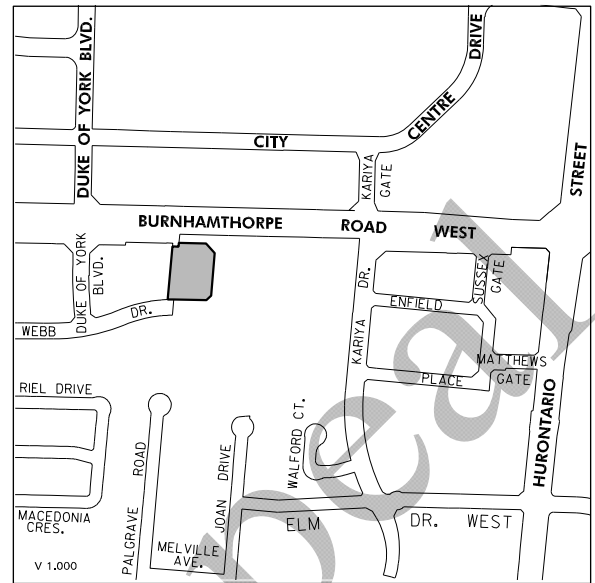 DUKE OF YORK BLVD.
CITY CENTRE DRIVE
KARIYA
GATE
STREET
BURNHAMTHORPE ROAD WEST
DUKE OF YORK
BLVD.
DR.
SUSSEX
GATE
ENFIELD
WEBB DR.
KARIYA
MATTHEWS
GATE
PLACE
RIEL DRIVE
HURONTARIO
WALFORD CT.
PALGRAVE ROAD
JOAN DRIVE
MACEDONIA
CRES.
ELM DR. WEST
MELVILLE
AVE.
V 1.000
peal